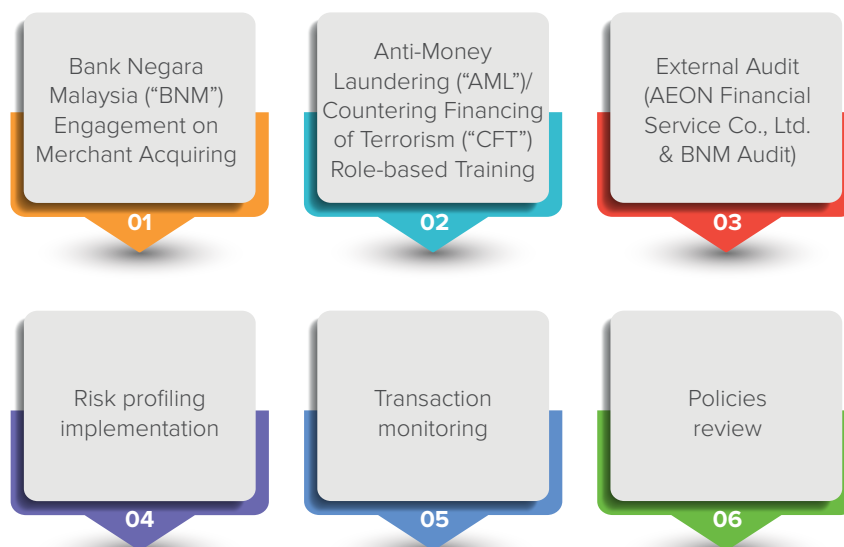 Bank Negara
Malaysia (“BNM”)
Engagement on
Merchant Acquiring
01
Anti-Money
Laundering (“AML”)/
Countering Financing
of Terrorism (“CFT”)
Role-based Training
02
External Audit
(AEON Financial
Service Co., Ltd.
& BNM Audit)
03
Risk profiling
implementation
04
Transaction
monitoring
05
Policies
review
06